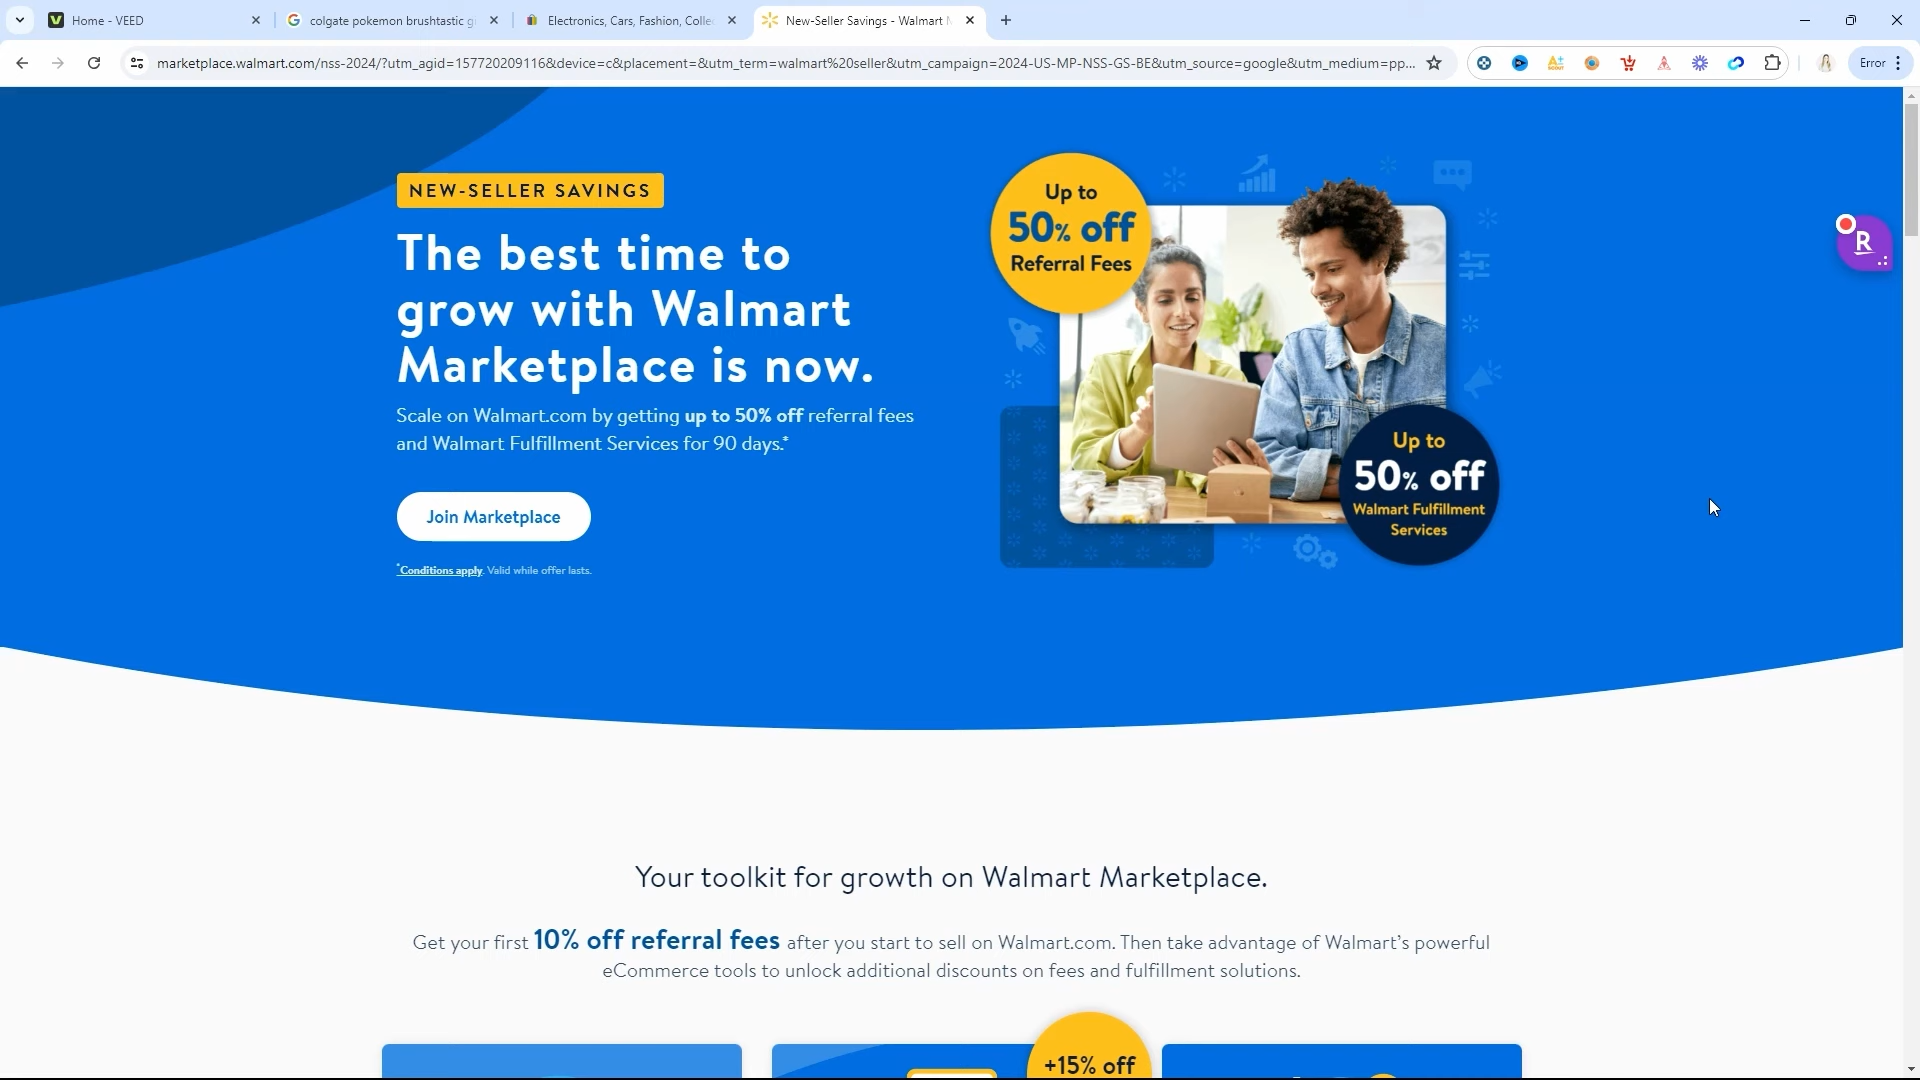 Home - VEED
colgate pokemon brushtastic g
Electronics, Cars, Fashion, Colle
New-Seller Savings - Walmart M
marketplace.walmart.com/nss-2024/?utm_agid=157720209116&device=c&placement=&utm_term=walmart%20seller&utm_campaign=2024-US-MP-NSS-GS-BE&utm_source=google&utm_medium=pp...
Error
NEW-SELLER SAVINGS
The best time to
grow with Walmart
Marketplace is now.
Scale on Walmart.com by getting up to 50% off referral fees
and Walmart Fulfillment Services for 90 days.*
Join Marketplace
*Conditions apply. Valid while offer lasts.
Up to
50% off
Referral Fees
Up to
50% off
Walmart Fulfillment
Services
R
Your toolkit for growth on Walmart Marketplace.
Get your first 10% off referral fees after you start to sell on Walmart.com. Then take advantage of Walmart's powerful
eCommerce tools to unlock additional discounts on fees and fulfillment solutions.
+15% off